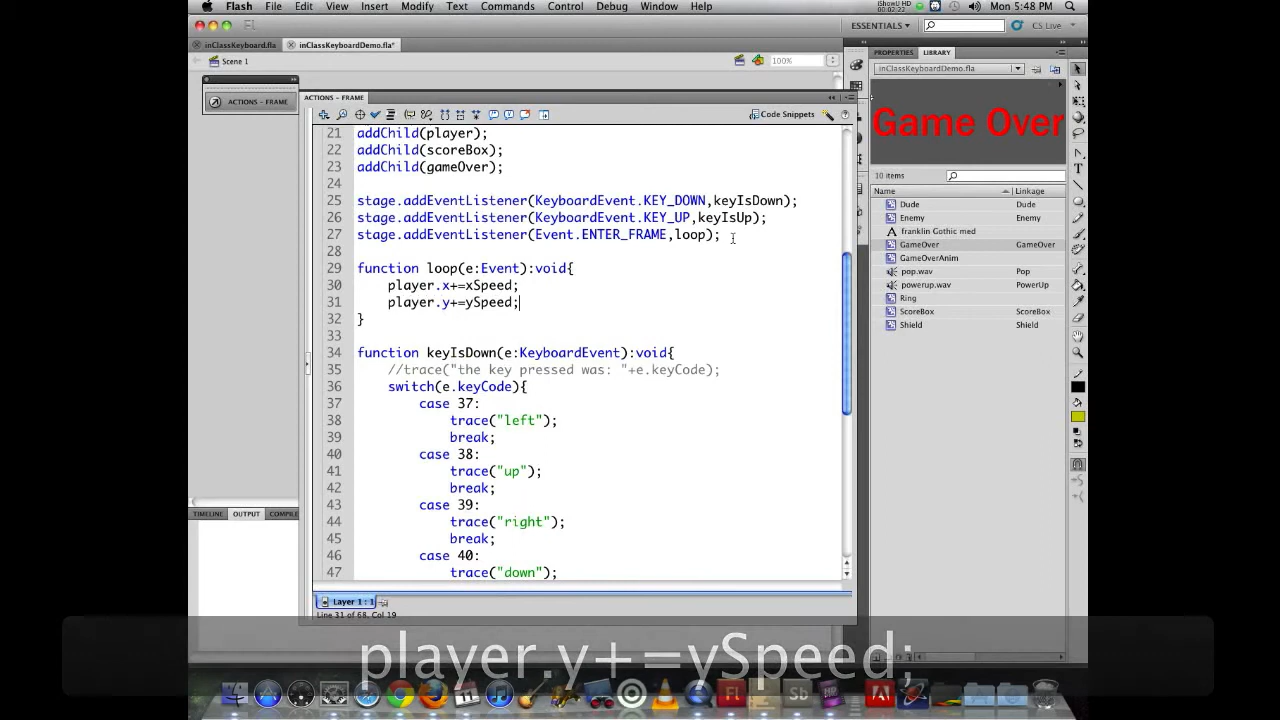 Flash File Edit View Insert Modify Text Commands Control Debug Window Help
iShowU HD
00:02:22
Mon 5:48 PM
ESSENTIALS
CS Live
inClassKeyboard.fla
inClassKeyboardDemo.fla*
Scene 1
100%
ACTIONS - FRAME
ACTIONS - FRAME
Code Snippets
21 addChild(player);
22 addChild(scoreBox);
23 addChild(gameOver);
24
25 stage.addEventListener(KeyboardEvent.KEY_DOWN,keyIsDown);
26 stage.addEventListener(KeyboardEvent.KEY_UP,keyIsUp);
27 stage.addEventListener(Event.ENTER_FRAME,loop);
28
29 function loop(e:Event):void{
30 player.x+=xSpeed;
31 player.y+=ySpeed;
32 }
33
34 function keyIsDown(e:KeyboardEvent):void{
35 //trace("the key pressed was: "+e.keyCode);
36 switch(e.keyCode){
37 case 37:
38 trace("left");
39 break;
40 case 38:
41 trace("up");
42 break;
43 case 39:
44 trace("right");
45 break;
46 case 40:
47 trace("down");
Layer 1 : 1
Line 31 of 68, Col 19
TIMELINE OUTPUT COMPILE
PROPERTIES LIBRARY
inClassKeyboardDemo.fla
Game Over
10 items
Name Linkage
Dude Dude
Enemy Enemy
franklin Gothic med
GameOver GameOver
GameOverAnim
pop.wav Pop
powerup.wav PowerUp
Ring
ScoreBox ScoreBox
Shield Shield
player.y+=ySpeed;
Fl
Sb